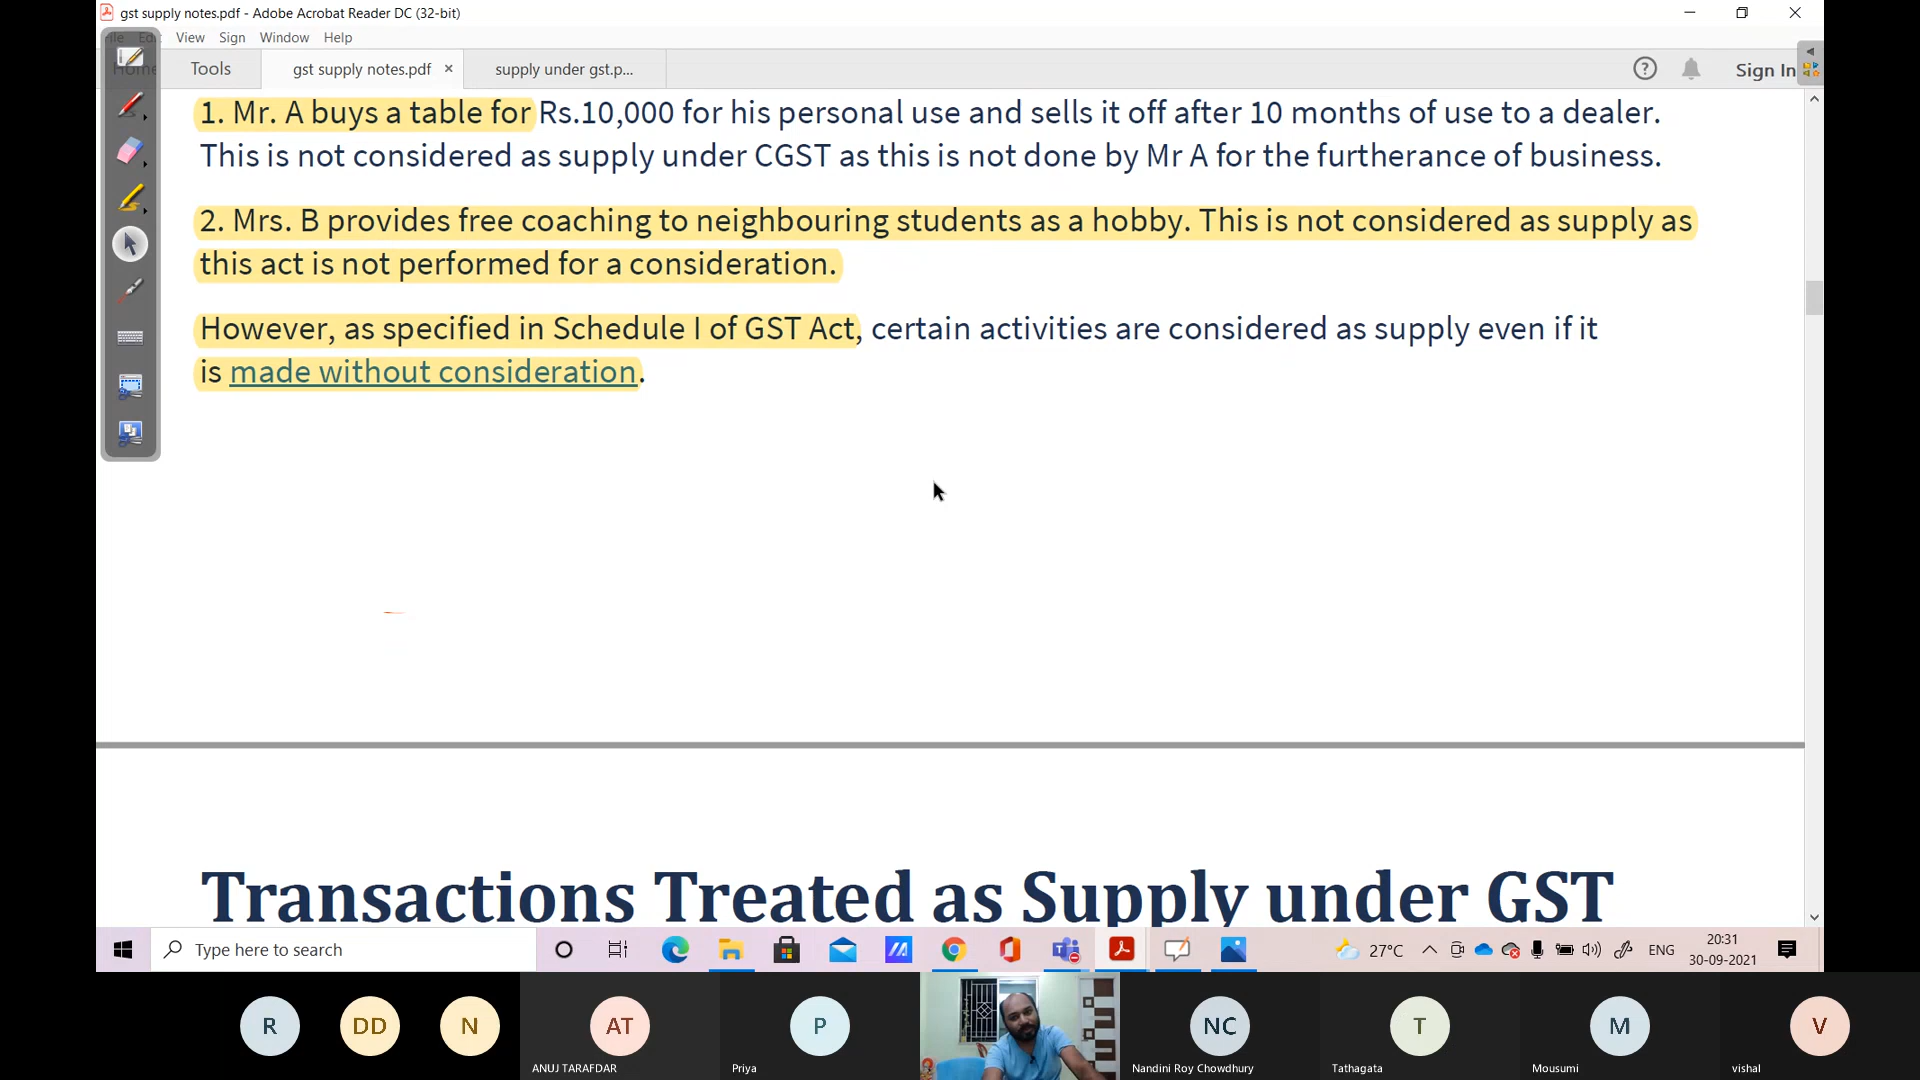 gst supply notes.pdf - Adobe Acrobat Reader DC (32-bit)
View Sign Window Help
Home Tools gst supply notes.pdf × supply under gst.p... Sign In
1. Mr. A buys a table for Rs.10,000 for his personal use and sells it off after 10 months of use to a dealer.
This is not considered as supply under CGST as this is not done by Mr A for the furtherance of business.
2. Mrs. B provides free coaching to neighbouring students as a hobby. This is not considered as supply as
this act is not performed for a consideration.
However, as specified in Schedule I of GST Act, certain activities are considered as supply even if it
is made without consideration.
Transactions Treated as Supply under GST
Type here to search 27°C ENG 20:31
30-09-2021
R DD N AT P NC T M V
ANUJ TARAFDAR Priya Nandini Roy Chowdhury Tathagata Mousumi vishal